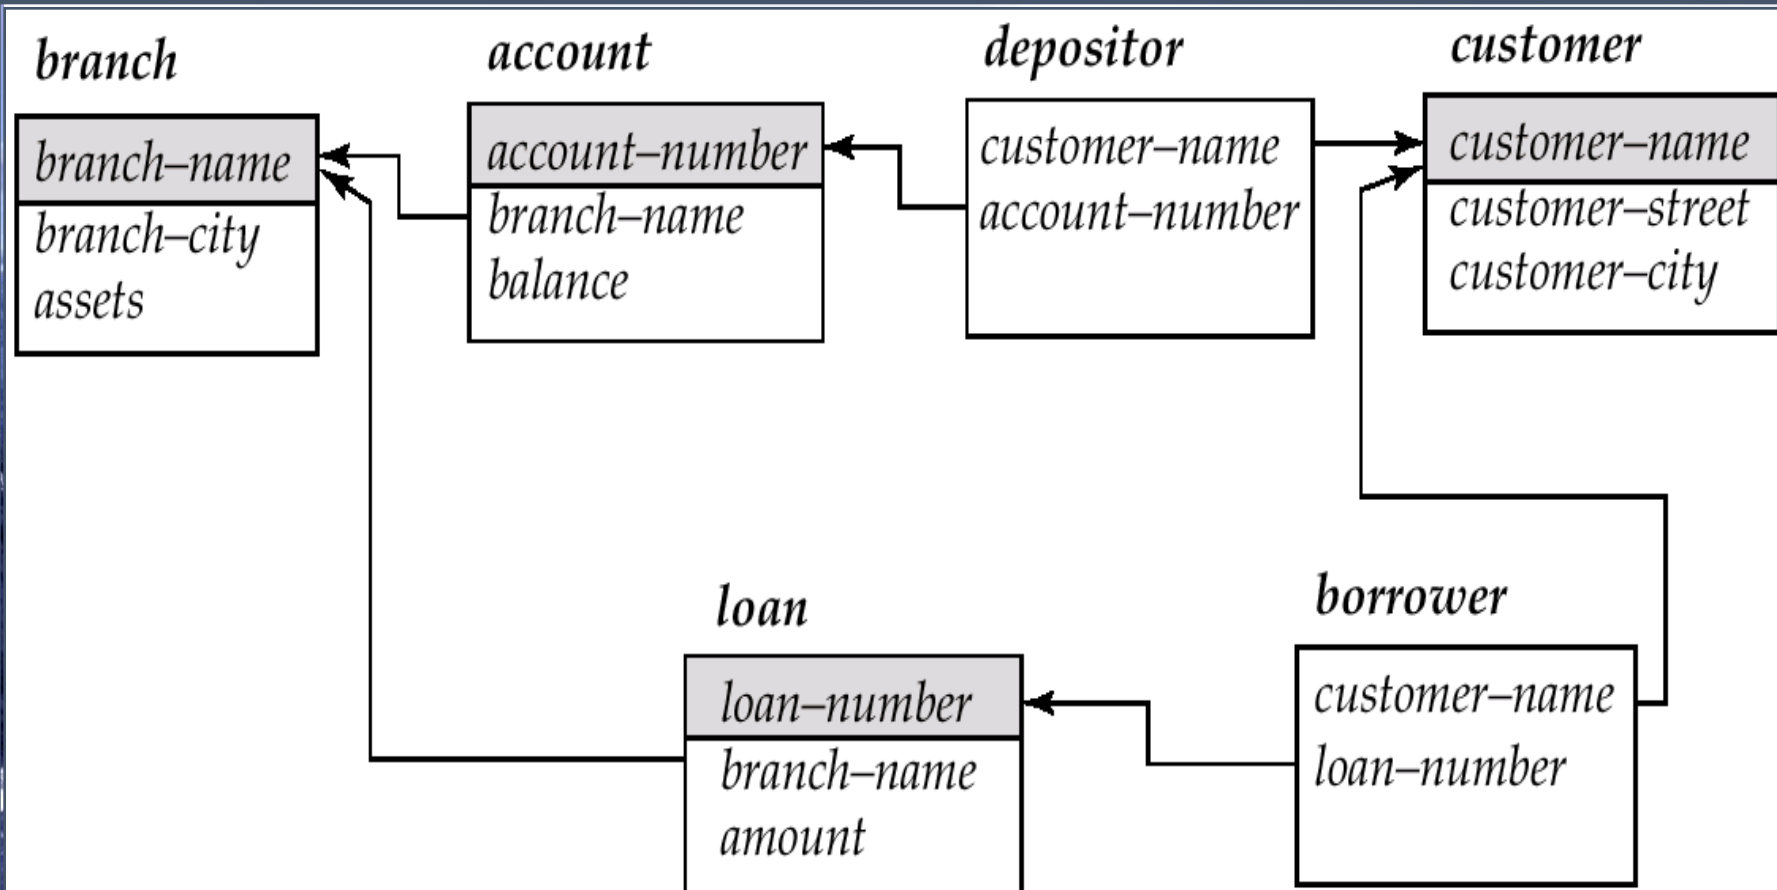 branch
branch–name
branch–city
assets
account
account–number
branch–name
balance
depositor
customer–name
account–number
customer
customer–name
customer–street
customer–city
loan
loan–number
branch–name
amount
borrower
customer–name
loan–number